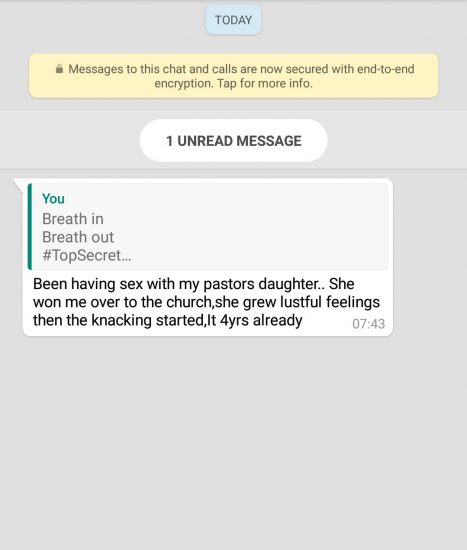 TODAY
Messages to this chat and calls are now secured with end-to-end
encryption. Tap for more info.
1 UNREAD MESSAGE
You
Breath in
Breath out
#TopSecret...
Been having sex with my pastors daughter.. She
won me over to the church,she grew lustful feelings
then the knacking started,It 4yrs already
07:43